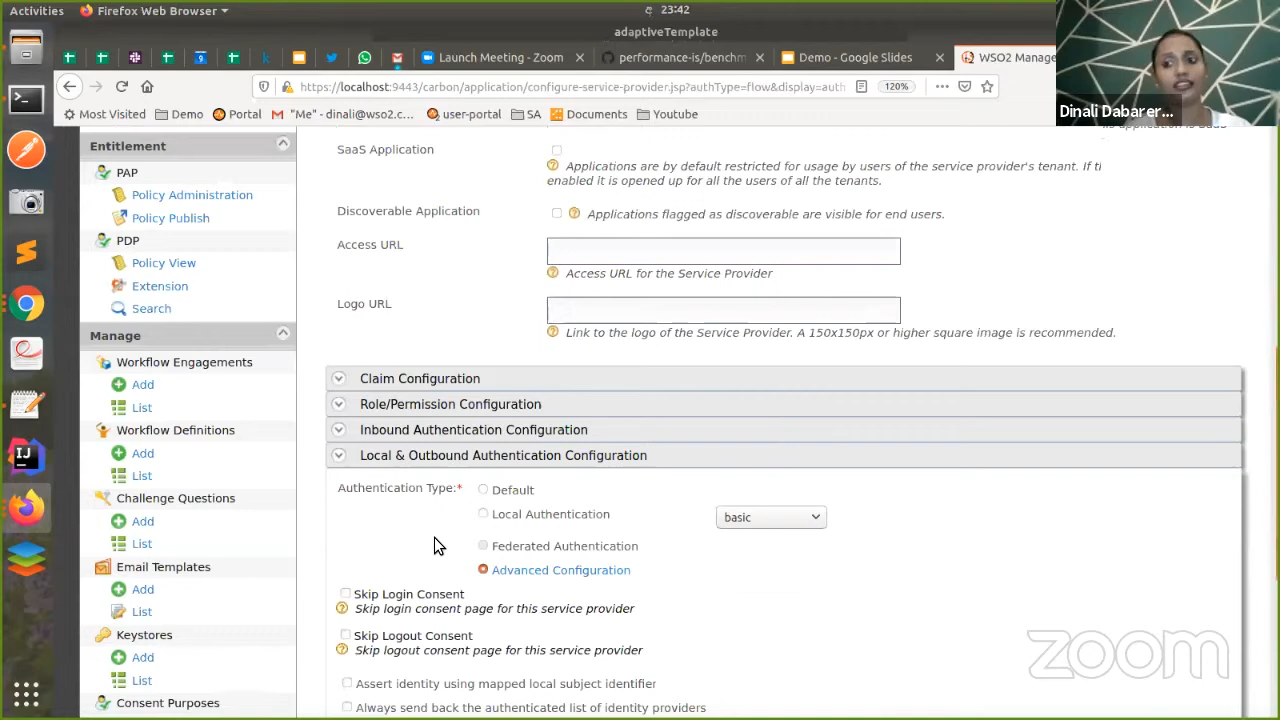 Activities
Firefox Web Browser
23:42
adaptiveTemplate
Launch Meeting - Zoom
performance-is/benchm
Demo - Google Slides
WSO2 Manage
https://localhost:9443/carbon/application/configure-service-provider.jsp?authType=flow&display=auth
120%
Most Visited
Demo
Portal
"Me" - dinali@wso2.c...
user-portal
SA
Documents
Youtube
Dinali Dabarer...
Entitlement
PAP
Policy Administration
Policy Publish
PDP
Policy View
Extension
Search
Manage
Workflow Engagements
Add
List
Workflow Definitions
Add
List
Challenge Questions
Add
List
Email Templates
Add
List
Keystores
Add
List
Consent Purposes
SaaS Application
Applications are by default restricted for usage by users of the service provider's tenant. If
enabled it is opened up for all the users of all the tenants.
Discoverable Application
Applications flagged as discoverable are visible for end users.
Access URL
Access URL for the Service Provider
Logo URL
Link to the logo of the Service Provider. A 150x150px or higher square image is recommended.
Claim Configuration
Role/Permission Configuration
Inbound Authentication Configuration
Local & Outbound Authentication Configuration
Authentication Type:*
Default
Local Authentication
basic
Federated Authentication
Advanced Configuration
Skip Login Consent
Skip login consent page for this service provider
Skip Logout Consent
Skip logout consent page for this service provider
Assert identity using mapped local subject identifier
Always send back the authenticated list of identity providers
zoom